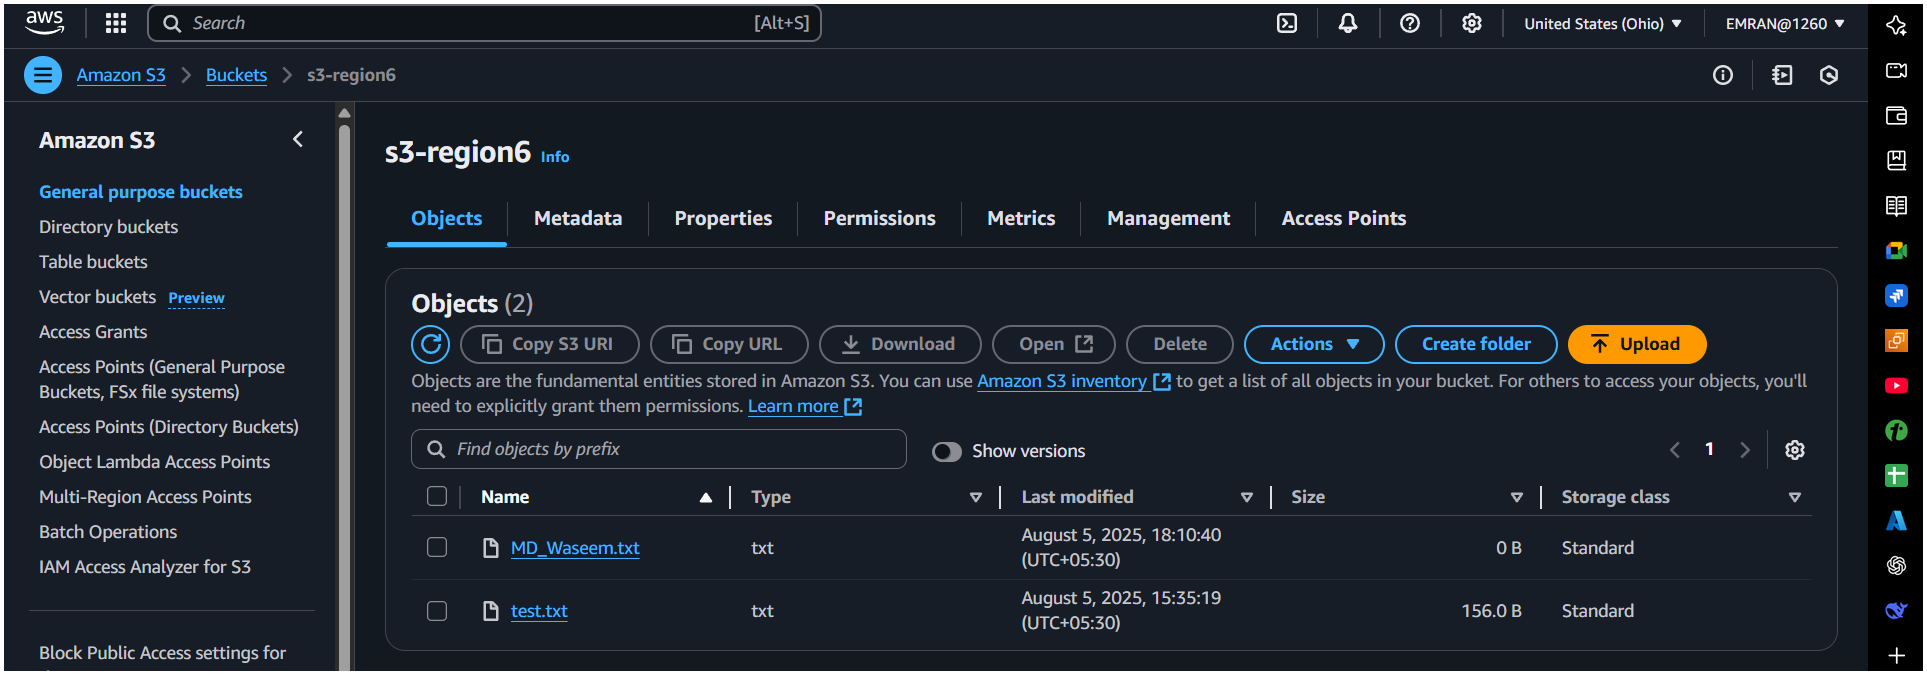 aws
Search [Alt+S] United States (Ohio) EMRAN@1260
Amazon S3 Buckets s3-region6
Amazon S3
General purpose buckets
Directory buckets
Table buckets
Vector buckets Preview
Access Grants
Access Points (General Purpose
Buckets, FSx file systems)
Access Points (Directory Buckets)
Object Lambda Access Points
Multi-Region Access Points
Batch Operations
IAM Access Analyzer for S3
Block Public Access settings for
s3-region6 Info
Objects Metadata Properties Permissions Metrics Management Access Points
Objects (2)
Copy S3 URI Copy URL Download Open Delete Actions Create folder Upload
Objects are the fundamental entities stored in Amazon S3. You can use Amazon S3 inventory to get a list of all objects in your bucket. For others to access your objects, you'll
need to explicitly grant them permissions. Learn more
Find objects by prefix Show versions 1
Name Type Last modified Size Storage class
MD_Waseem.txt txt August 5, 2025, 18:10:40 (UTC+05:30) 0 B Standard
test.txt txt August 5, 2025, 15:35:19 (UTC+05:30) 156.0 B Standard